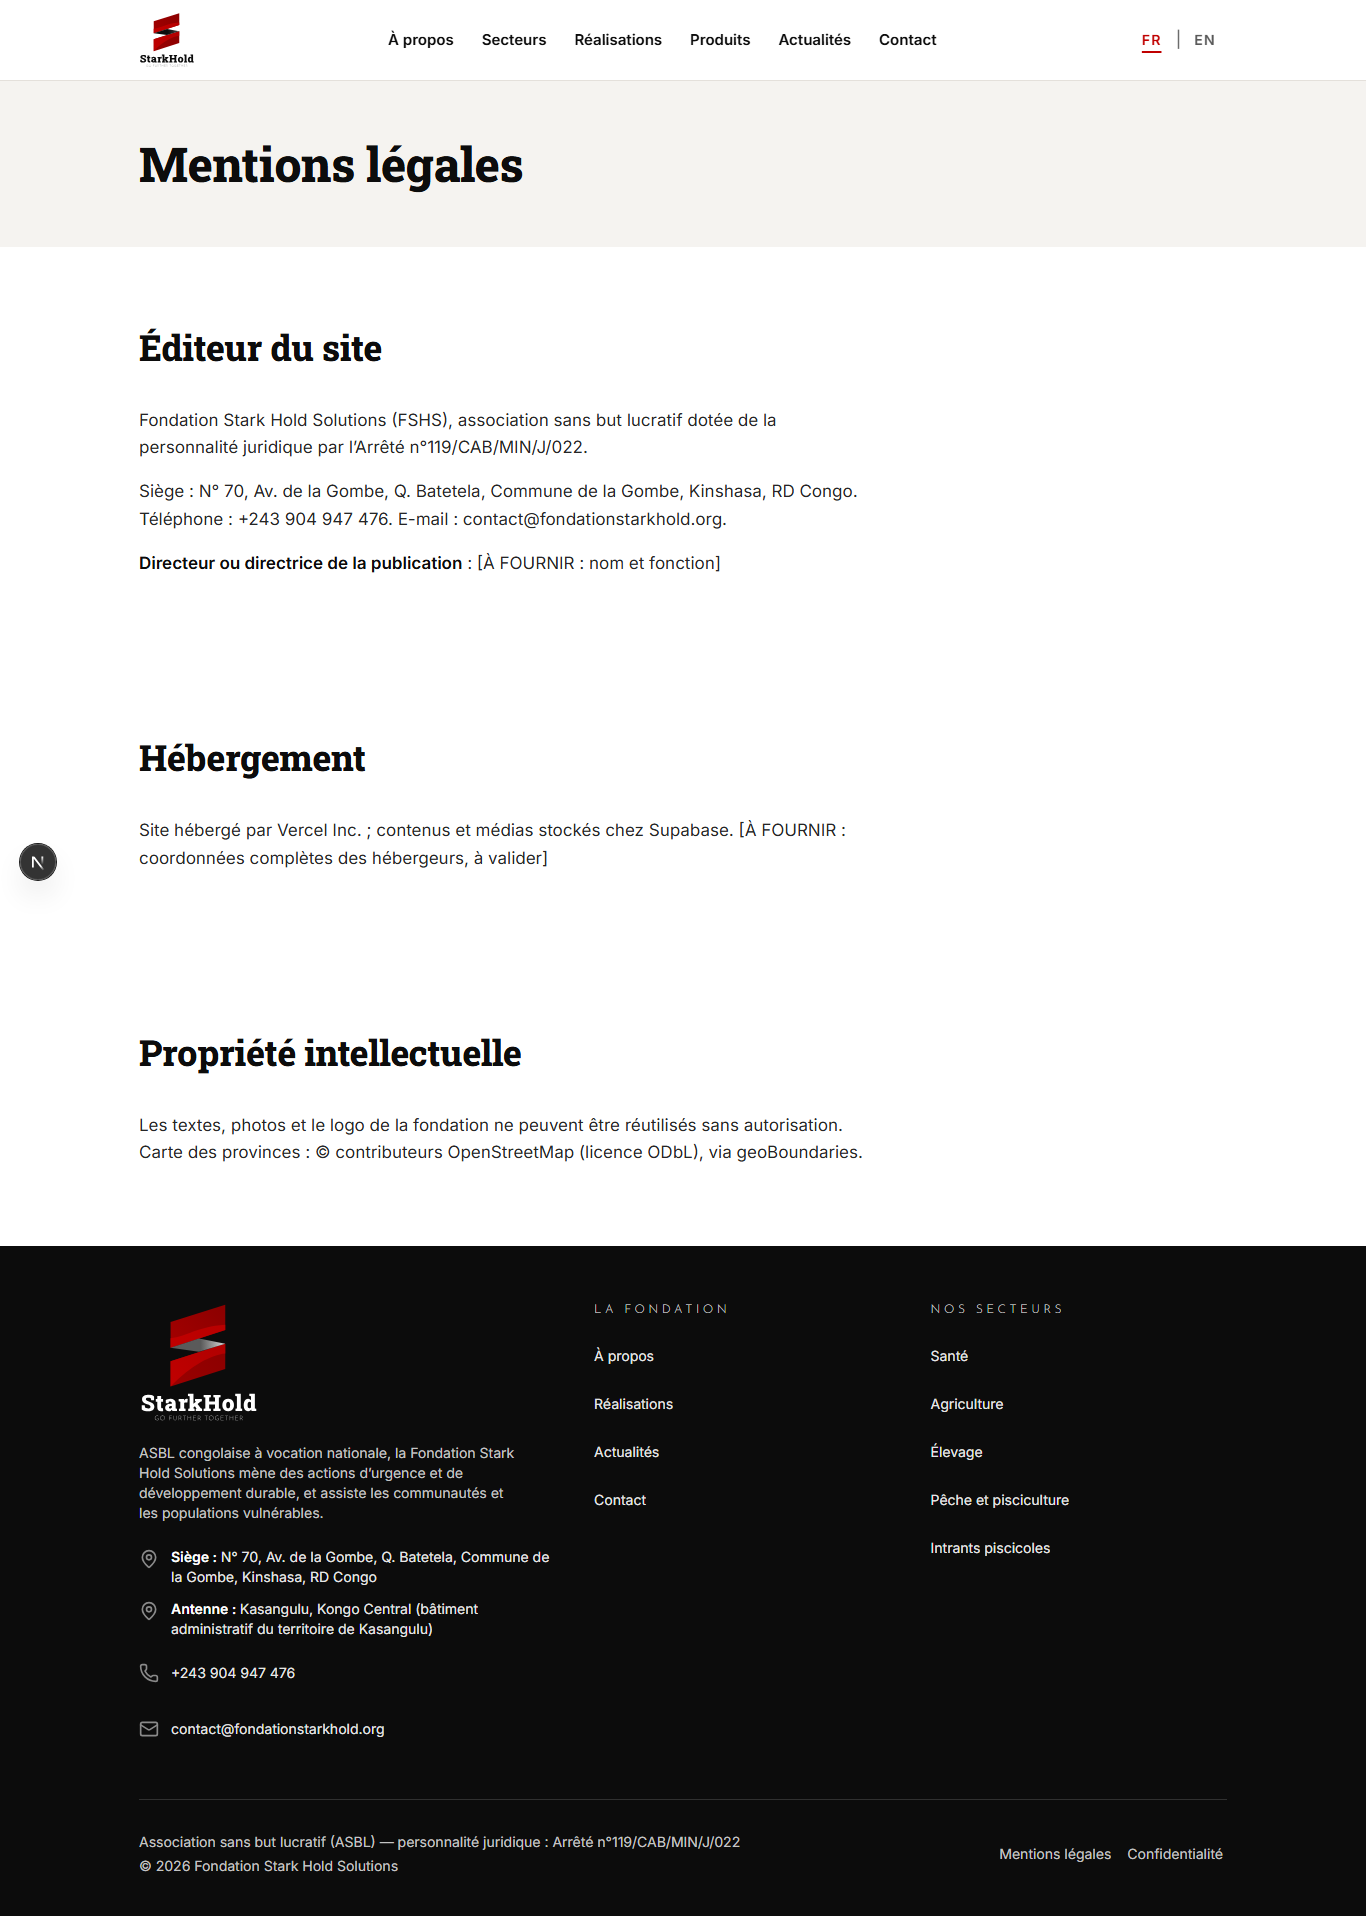 StarkHold
À propos
Secteurs
Réalisations
Produits
Actualités
Contact
FR | EN
Mentions légales
Éditeur du site
Fondation Stark Hold Solutions (FSHS), association sans but lucratif dotée de la
personnalité juridique par l’Arrêté n°119/CAB/MIN/J/022.
Siège : N° 70, Av. de la Gombe, Q. Batetela, Commune de la Gombe, Kinshasa, RD Congo.
Téléphone : +243 904 947 476. E-mail : contact@fondationstarkhold.org.
Directeur ou directrice de la publication : [À FOURNIR : nom et fonction]
Hébergement
Site hébergé par Vercel Inc. ; contenus et médias stockés chez Supabase. [À FOURNIR :
coordonnées complètes des hébergeurs, à valider]
N
Propriété intellectuelle
Les textes, photos et le logo de la fondation ne peuvent être réutilisés sans autorisation.
Carte des provinces : © contributeurs OpenStreetMap (licence ODbL), via geoBoundaries.
StarkHold
GO FURTHER TOGETHER
ASBL congolaise à vocation nationale, la Fondation Stark
Hold Solutions mène des actions d’urgence et de
développement durable, et assiste les communautés et
les populations vulnérables.
Siège : N° 70, Av. de la Gombe, Q. Batetela, Commune de
la Gombe, Kinshasa, RD Congo
Antenne : Kasangulu, Kongo Central (bâtiment
administratif du territoire de Kasangulu)
+243 904 947 476
contact@fondationstarkhold.org
LA FONDATION
À propos
Réalisations
Actualités
Contact
NOS SECTEURS
Santé
Agriculture
Élevage
Pêche et pisciculture
Intrants piscicoles
Association sans but lucratif (ASBL) — personnalité juridique : Arrêté n°119/CAB/MIN/J/022
© 2026 Fondation Stark Hold Solutions
Mentions légales
Confidentialité